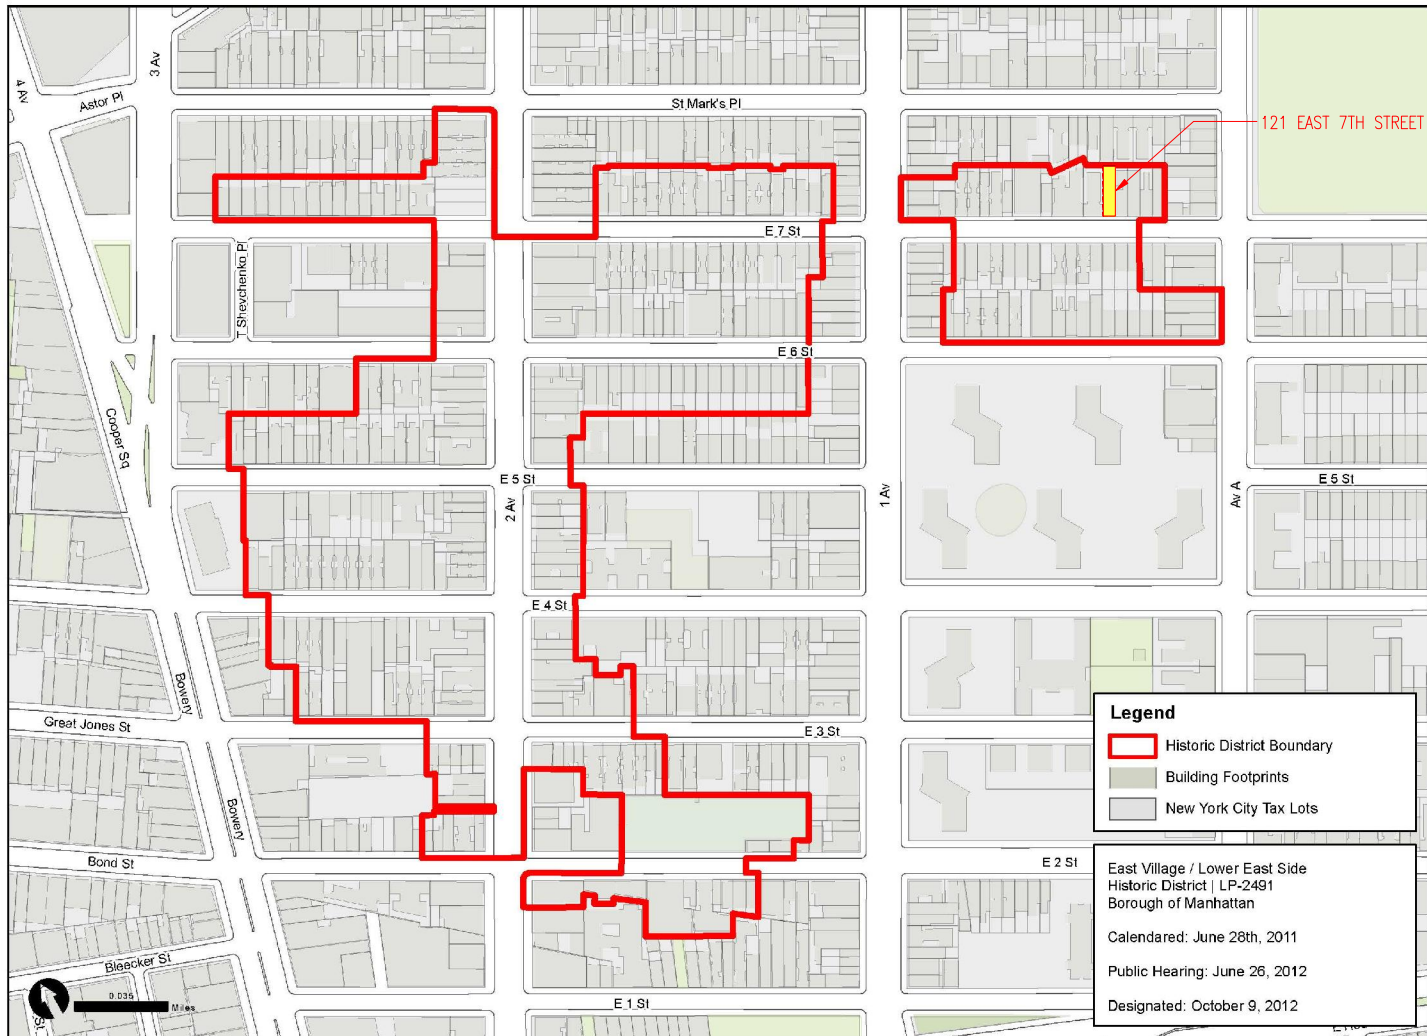 3 Av
4 Av
Astor Pl
St Mark's Pl
121 EAST 7TH STREET
E 7 St
T Shevchenko Pl
E 6 St
Cooper Sq
E 5 St
E 5 St
2 Av
1 Av
Av A
E 4 St
Bowery
Great Jones St
E 3 St
Bowery
Bond St
E 2 St
Bleecker St
E 1 St
St
0.035
Miles
Legend
Historic District Boundary
Building Footprints
New York City Tax Lots
East Village / Lower East Side
Historic District | LP-2491
Borough of Manhattan
Calendared: June 28th, 2011
Public Hearing: June 26, 2012
Designated: October 9, 2012